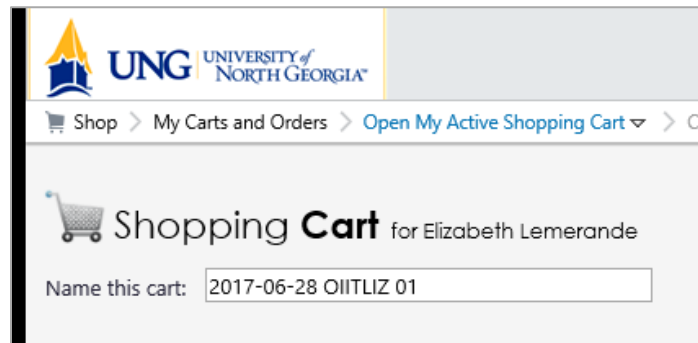 UNG UNIVERSITY of
NORTH GEORGIA™
Shop > My Carts and Orders > Open My Active Shopping Cart >
Shopping Cart for Elizabeth Lemerande
Name this cart: 2017-06-28 OIITLIZ 01